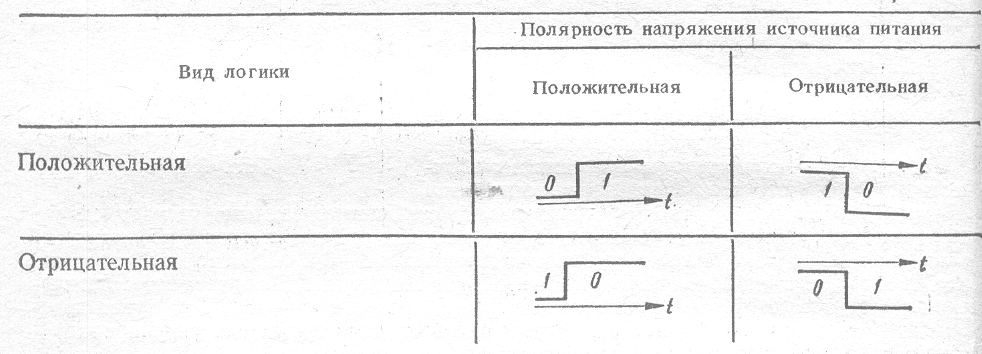 Полярность напряжения источника питания
Вид логики
Положительная
Отрицательная
Положительная
0 1 t
1 0 t
Отрицательная
1 0 t
0 1 t